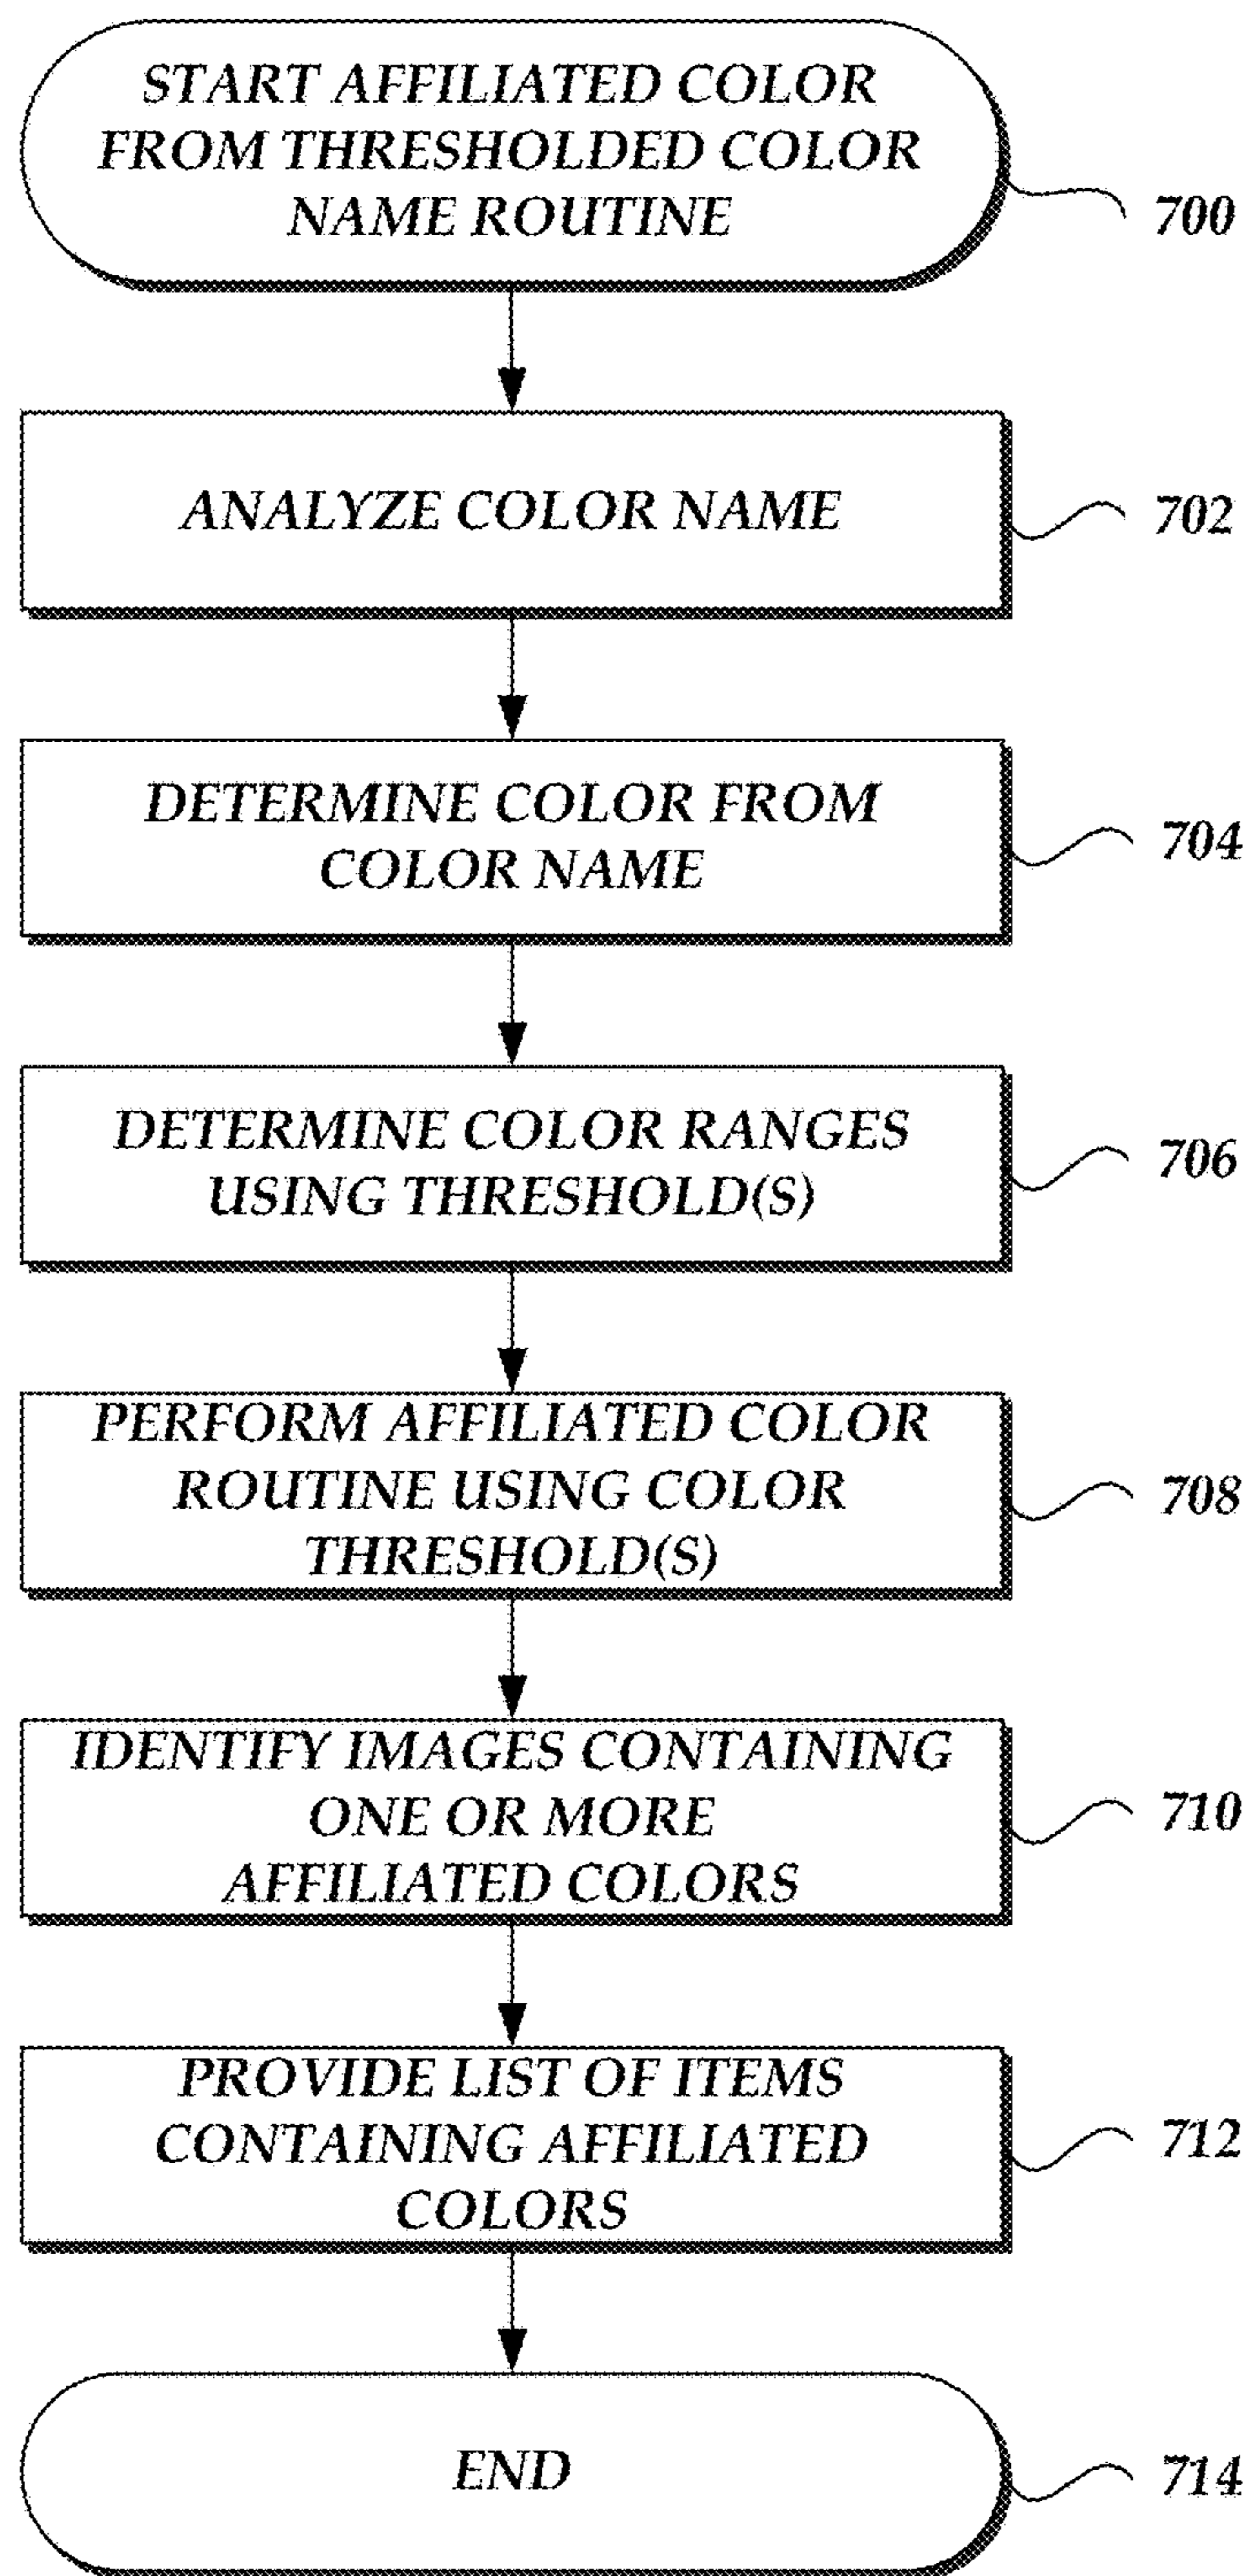 START AFFILIATED COLOR
FROM THRESHOLDED COLOR
NAME ROUTINE
700
ANALYZE COLOR NAME
702
DETERMINE COLOR FROM
COLOR NAME
704
DETERMINE COLOR RANGES
USING THRESHOLD(S)
706
PERFORM AFFILIATED COLOR
ROUTINE USING COLOR
THRESHOLD(S)
708
IDENTIFY IMAGES CONTAINING
ONE OR MORE
AFFILIATED COLORS
710
PROVIDE LIST OF ITEMS
CONTAINING AFFILIATED
COLORS
712
END
714